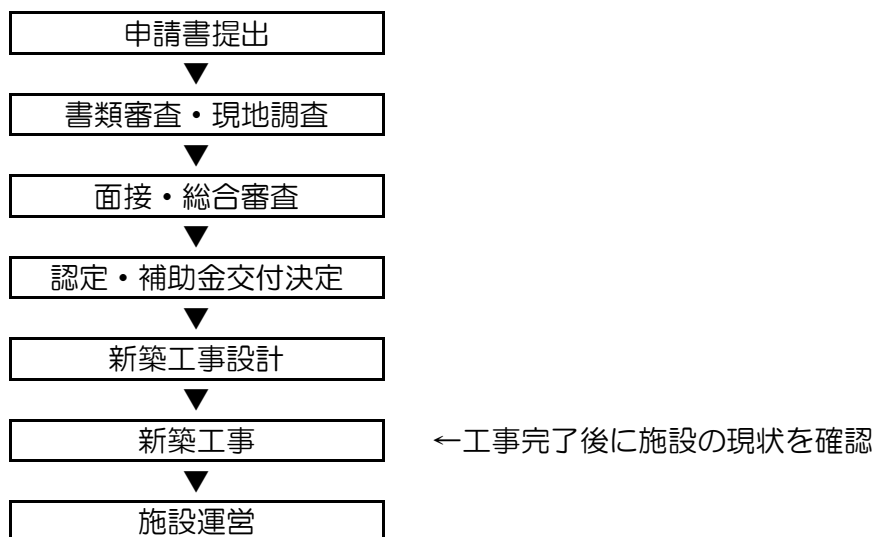 申請書提出
▼
書類審査・現地調査
▼
面接・総合審査
▼
認定・補助金交付決定
▼
新築工事設計
▼
新築工事 ←工事完了後に施設の現状を確認
▼
施設運営